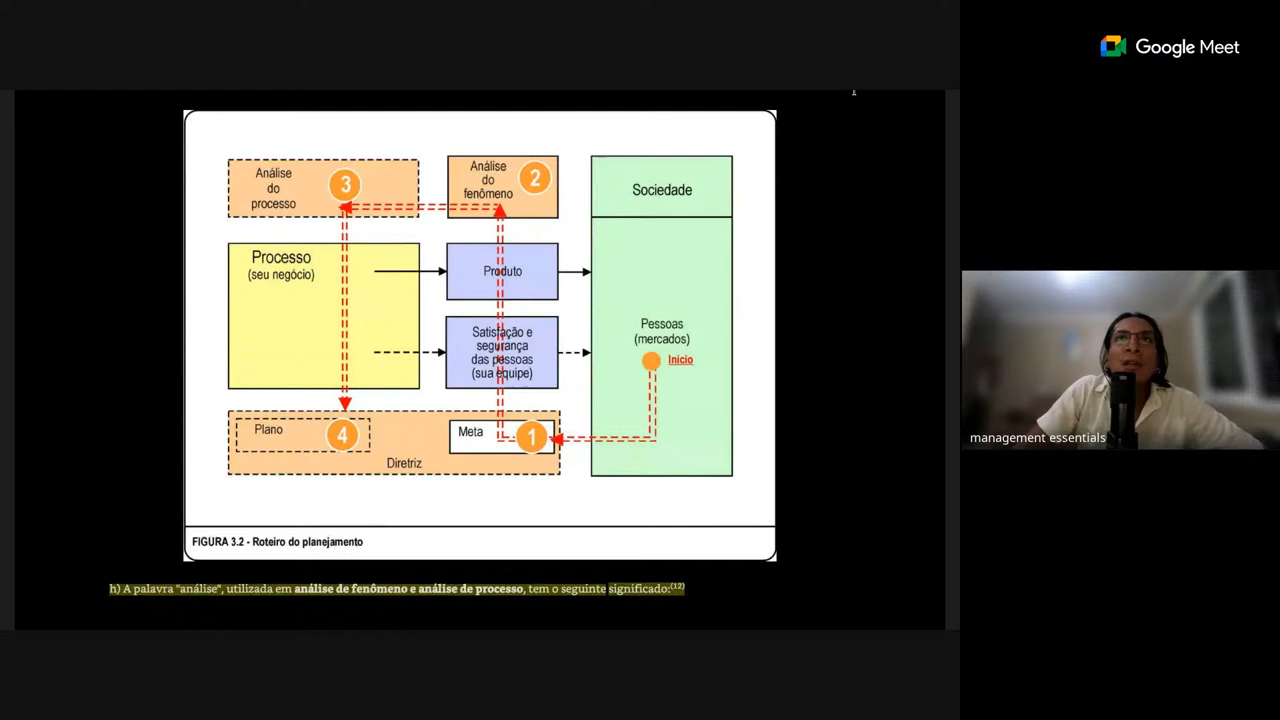 Google Meet
Análise
do
processo
3
Análise
do
fenômeno
2
Sociedade
Processo
(seu negócio)
Produto
Satisfação e
segurança
das pessoas
(sua equipe)
Pessoas
(mercados)
Início
Plano
4
Meta
1
Diretriz
FIGURA 3.2 - Roteiro do planejamento
h) A palavra "análise", utilizada em análise de fenômeno e análise de processo, tem o seguinte significado:(12)
management essentials